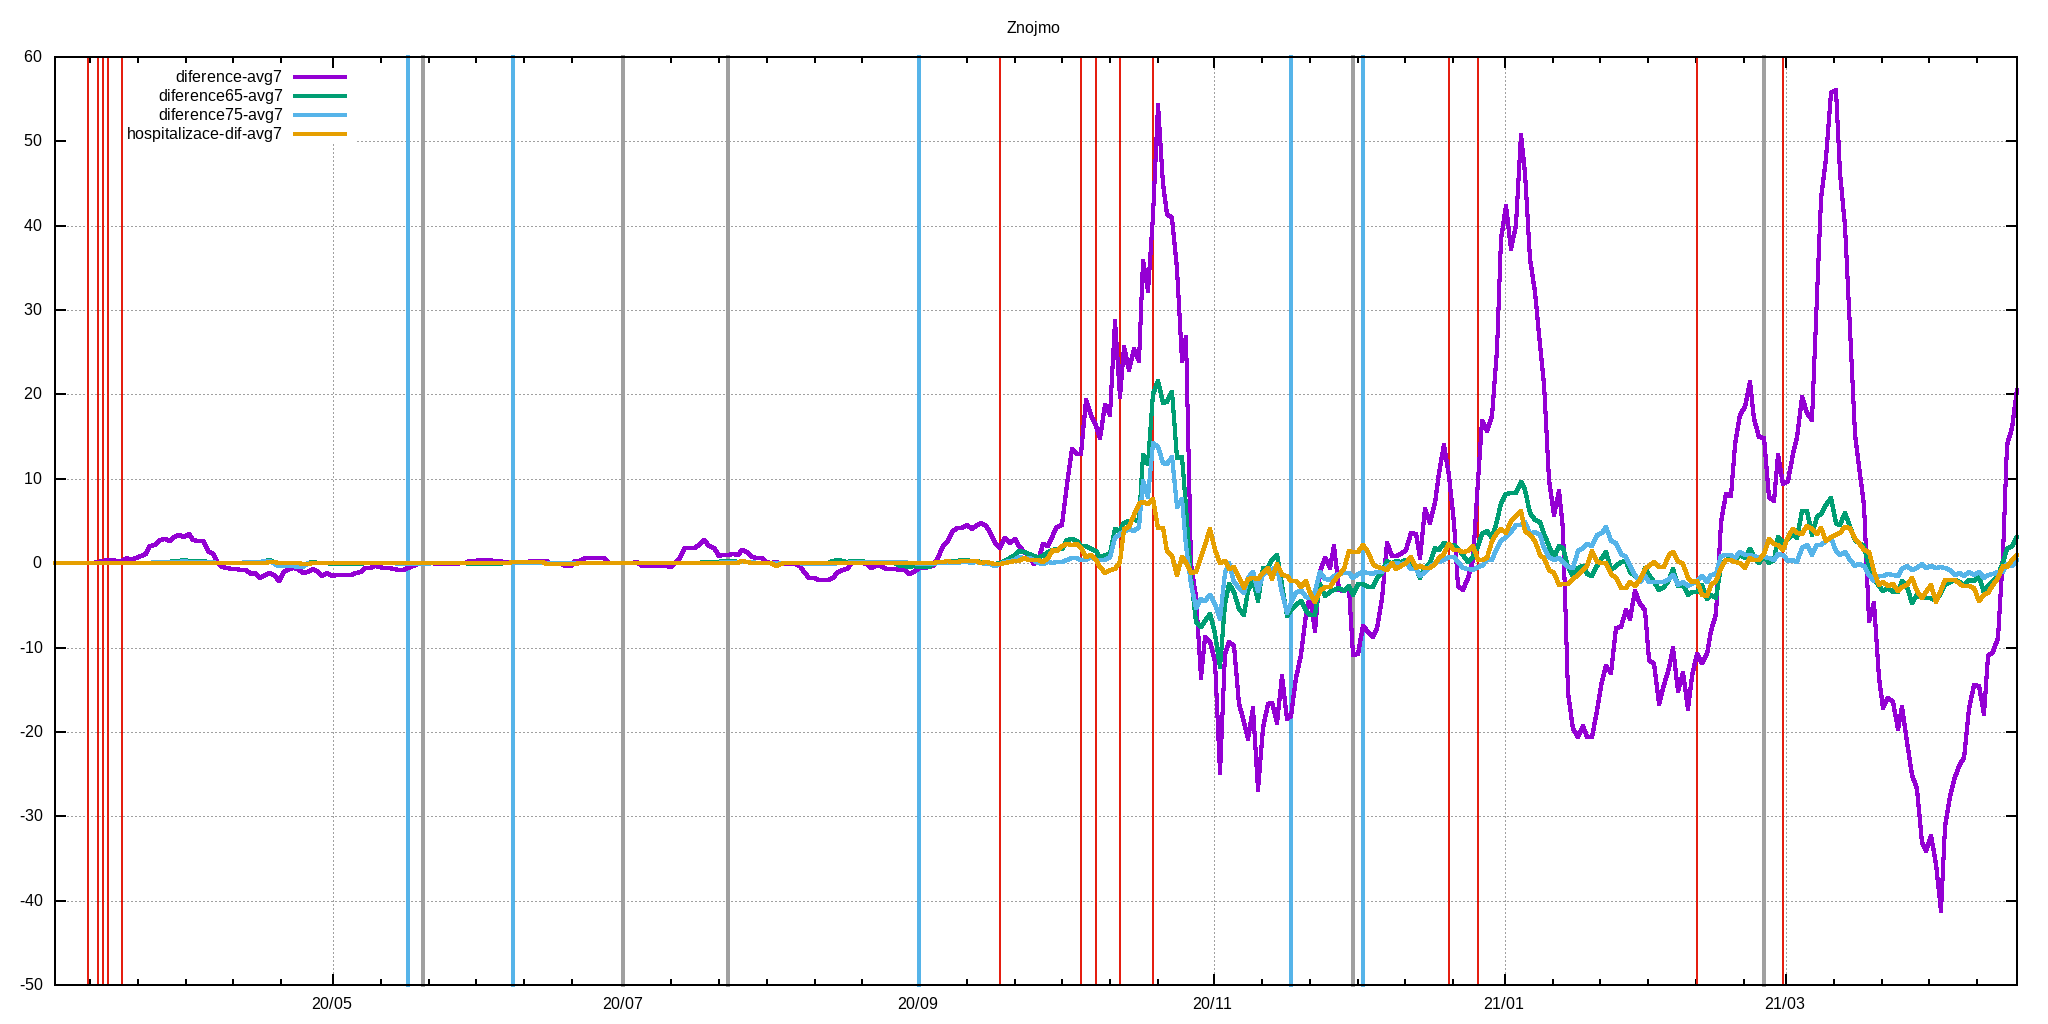 Znojmo
diference-avg7
diference65-avg7
diference75-avg7
hospitalizace-dif-avg7
60
50
40
30
20
10
0
-10
-20
-30
-40
-50
20/05 20/07 20/09 20/11 21/01 21/03